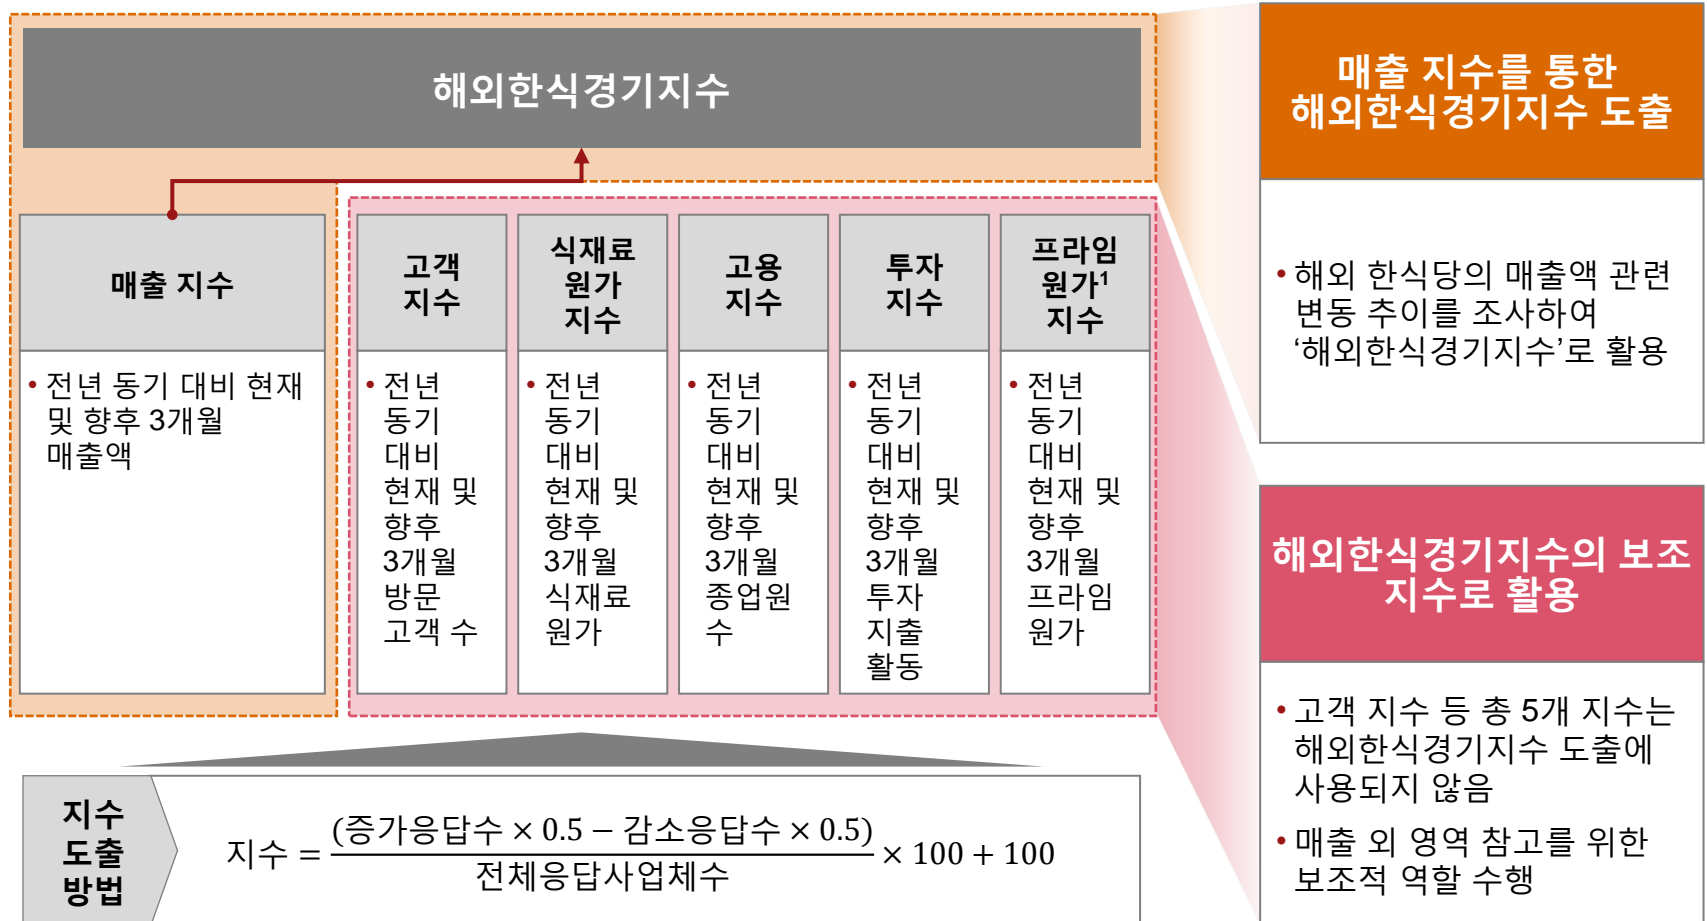 해외한식경기지수
매출 지수
고객
지수
식재료
원가
지수
고용
지수
투자
지수
프라임
원가¹
지수
• 전년 동기 대비 현재
및 향후 3개월
매출액
• 전년
동기
대비
현재 및
향후
3개월
방문
고객 수
• 전년
동기
대비
현재 및
향후
3개월
식재료
원가
• 전년
동기
대비
현재 및
향후
3개월
종업원
수
• 전년
동기
대비
현재 및
향후
3개월
투자
지출
활동
• 전년
동기
대비
현재 및
향후
3개월
프라임
원가
지수
도출
방법
지수 = (증가응답수 × 0.5 − 감소응답수 × 0.5) / 전체응답사업체수 × 100 + 100
매출 지수를 통한
해외한식경기지수 도출
• 해외 한식당의 매출액 관련
변동 추이를 조사하여
‘해외한식경기지수’로 활용
해외한식경기지수의 보조
지수로 활용
• 고객 지수 등 총 5개 지수는
해외한식경기지수 도출에
사용되지 않음
• 매출 외 영역 참고를 위한
보조적 역할 수행